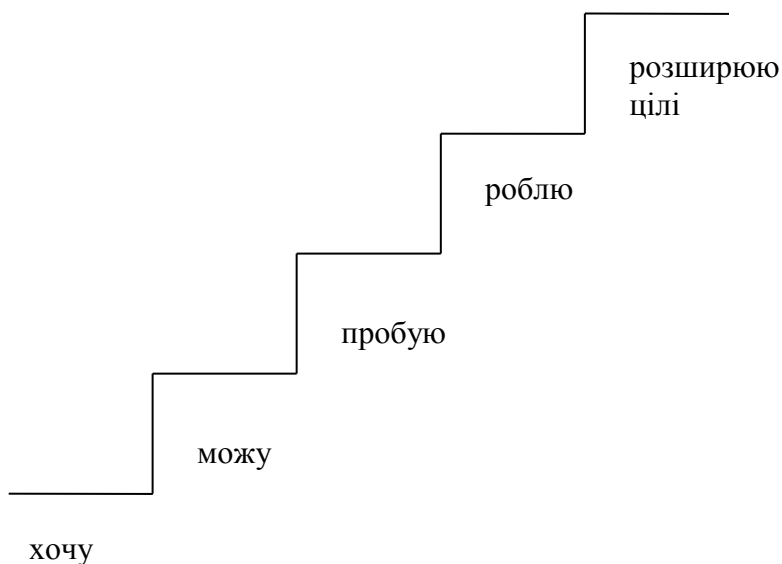 розширюю
цілі
роблю
пробую
можу
хочу